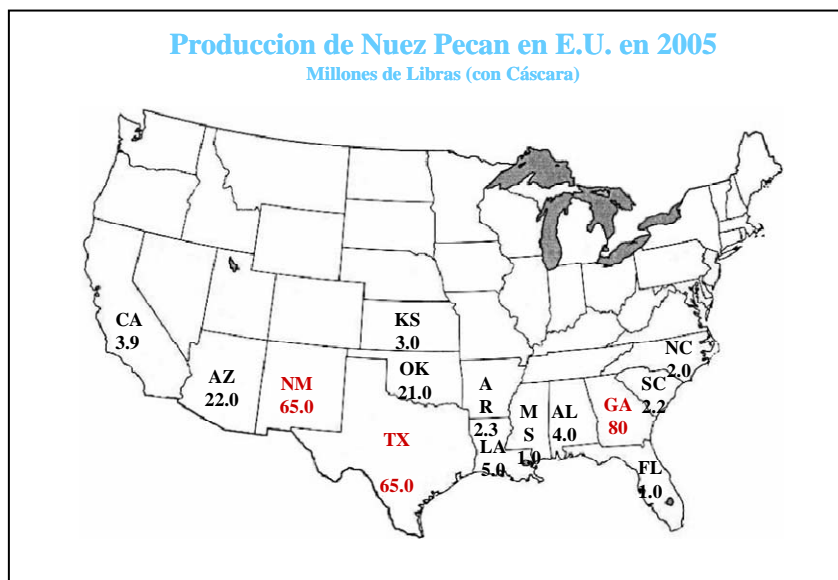 Produccion de Nuez Pecan en E.U. en 2005
Millones de Libras (con Cáscara)
CA
3.9
AZ
22.0
NM
65.0
KS
3.0
OK
21.0
TX
65.0
A
R
2.3
LA
5.0
M
S
1.0
AL
4.0
GA
80
FL
1.0
SC
2.2
NC
2.0